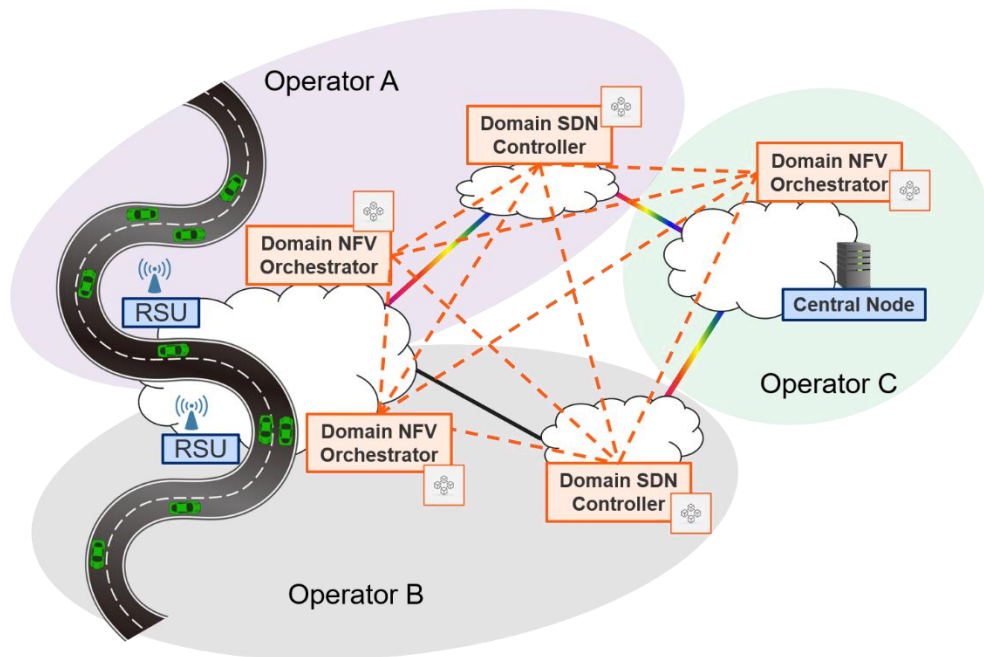 Operator A
Domain SDN
Controller
Domain NFV
Orchestrator
Domain NFV
Orchestrator
RSU
Central Node
Operator C
RSU
Domain NFV
Orchestrator
Domain SDN
Controller
Operator B